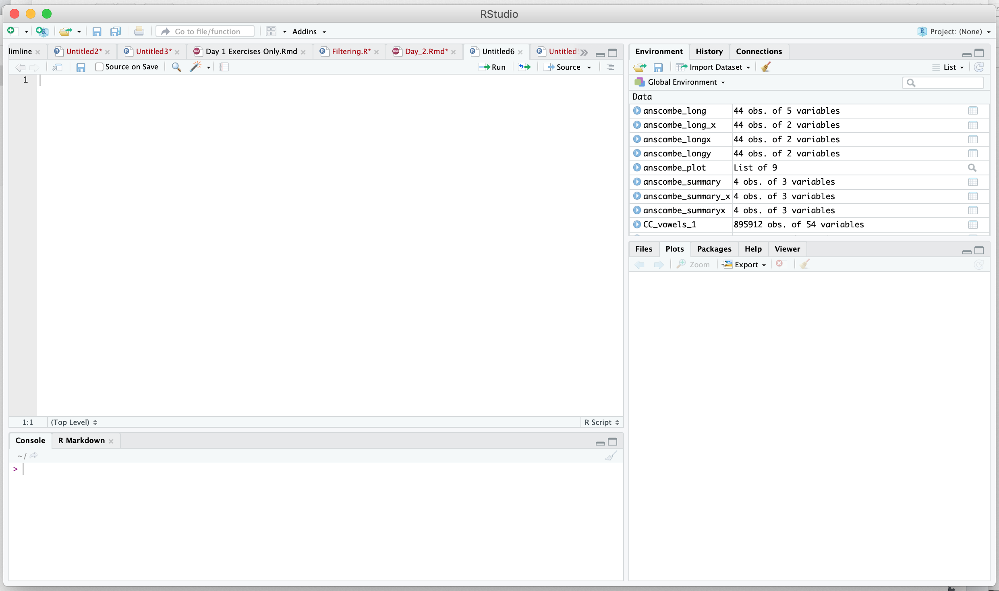 RStudio
Go to file/function Addins Project: (None)
limline Untitled2* Untitled3* Day 1 Exercises Only.Rmd Filtering.R* Day_2.Rmd* Untitled6 Untitled
Source on Save Run Source
1
1:1 (Top Level) R Script
Console R Markdown
~/
>
Environment History Connections
Import Dataset List
Global Environment
Data
anscombe_long 44 obs. of 5 variables
anscombe_long_x 44 obs. of 2 variables
anscombe_longx 44 obs. of 2 variables
anscombe_longy 44 obs. of 2 variables
anscombe_plot List of 9
anscombe_summary 4 obs. of 3 variables
anscombe_summary_x 4 obs. of 3 variables
anscombe_summaryx 4 obs. of 3 variables
CC_vowels_1 895912 obs. of 54 variables
Files Plots Packages Help Viewer
Zoom Export